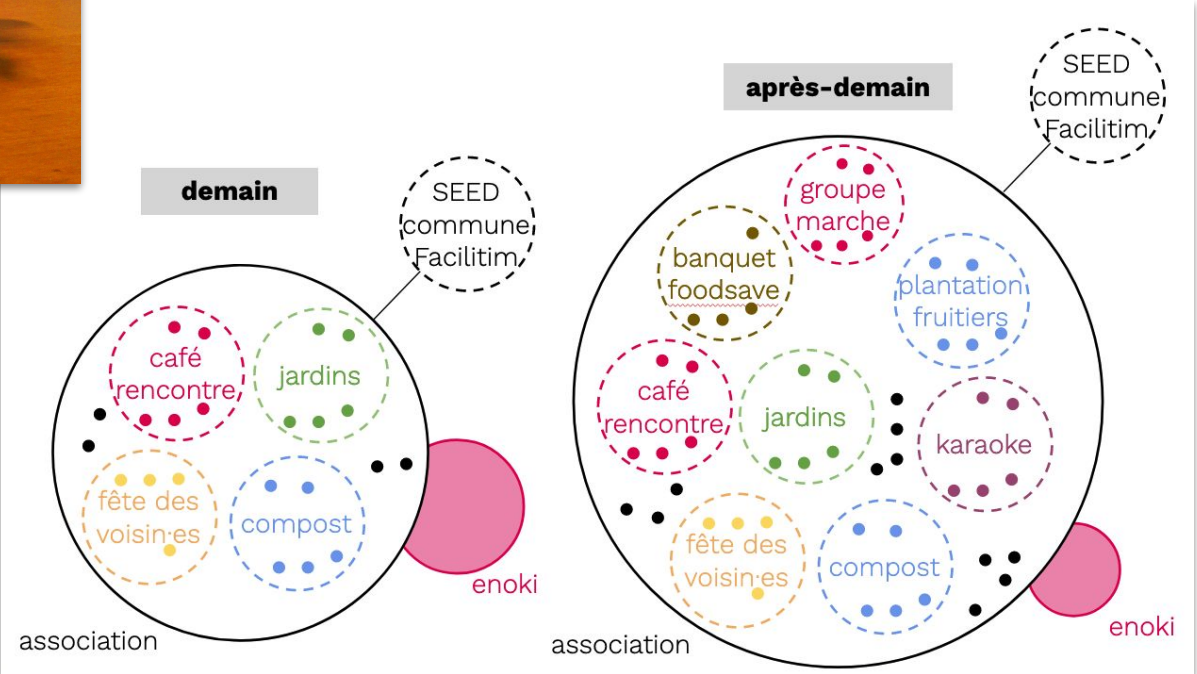 demain
SEED
commune
Facilitim
café
rencontre
jardins
fête des
voisin·es
compost
enoki
association
après-demain
SEED
commune
Facilitim
groupe
marche
banquet
foodsave
plantation
fruitiers
café
rencontre
jardins
karaoke
fête des
voisin·es
compost
enoki
association